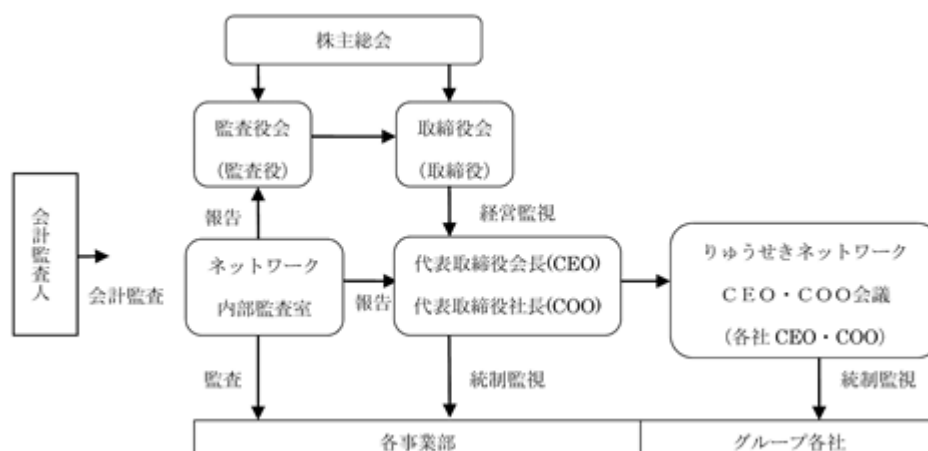 株主総会
監査役会
(監査役)
取締役会
(取締役)
報告
経営監視
会計監査人
会計監査
ネットワーク
内部監査室
報告
代表取締役会長(CEO)
代表取締役社長(COO)
りゅうせきネットワーク
ＣＥＯ・ＣＯＯ会議
(各社 CEO・COO)
監査
統制監視
統制監視
各事業部
グループ各社